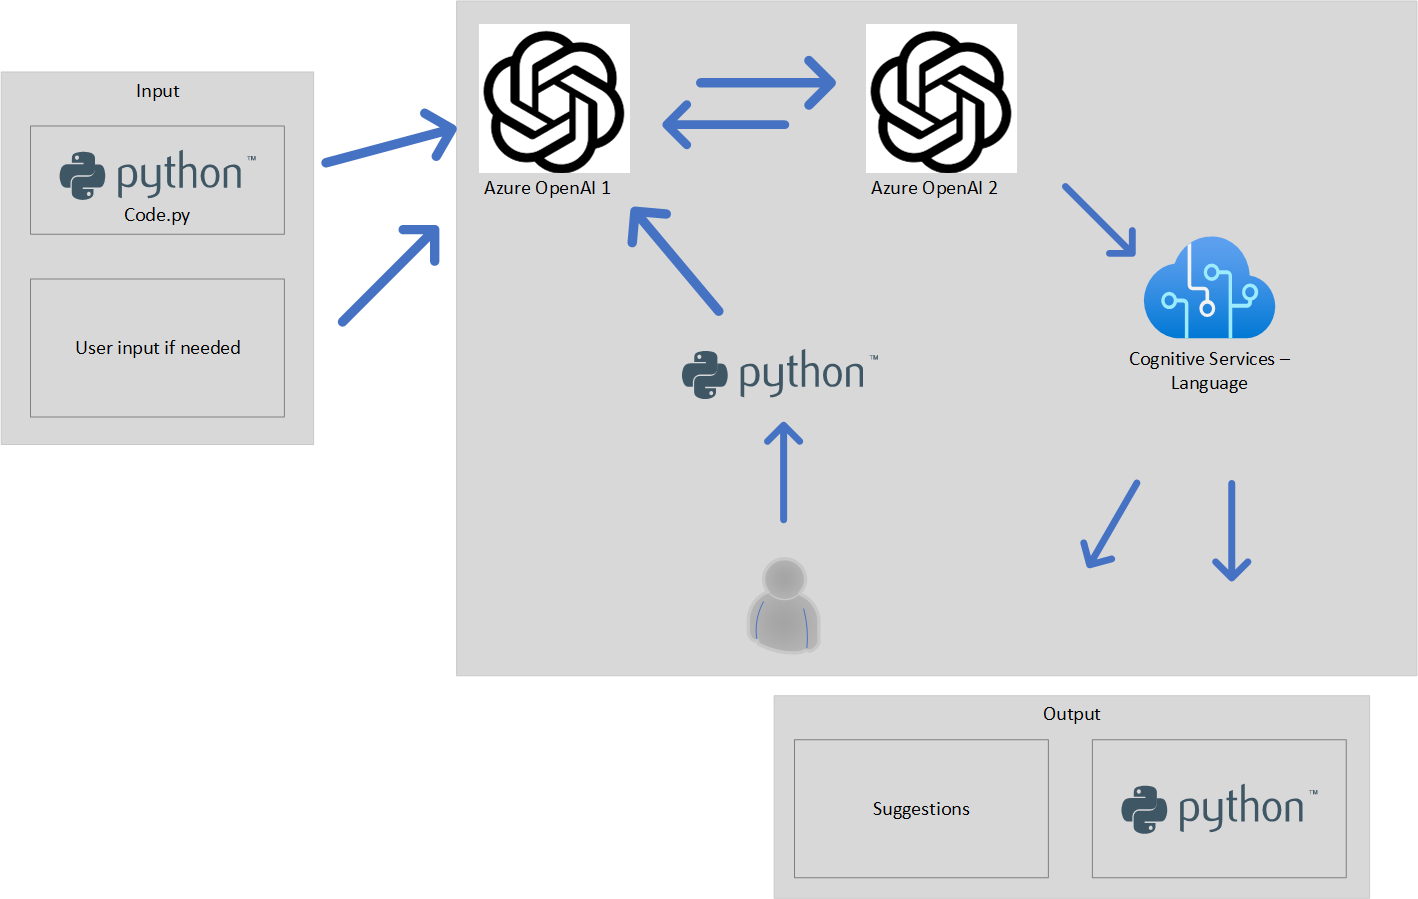 Input
python™
Code.py
User input if needed
Azure OpenAI 1
Azure OpenAI 2
Cognitive Services –
Language
python™
Output
Suggestions
python™